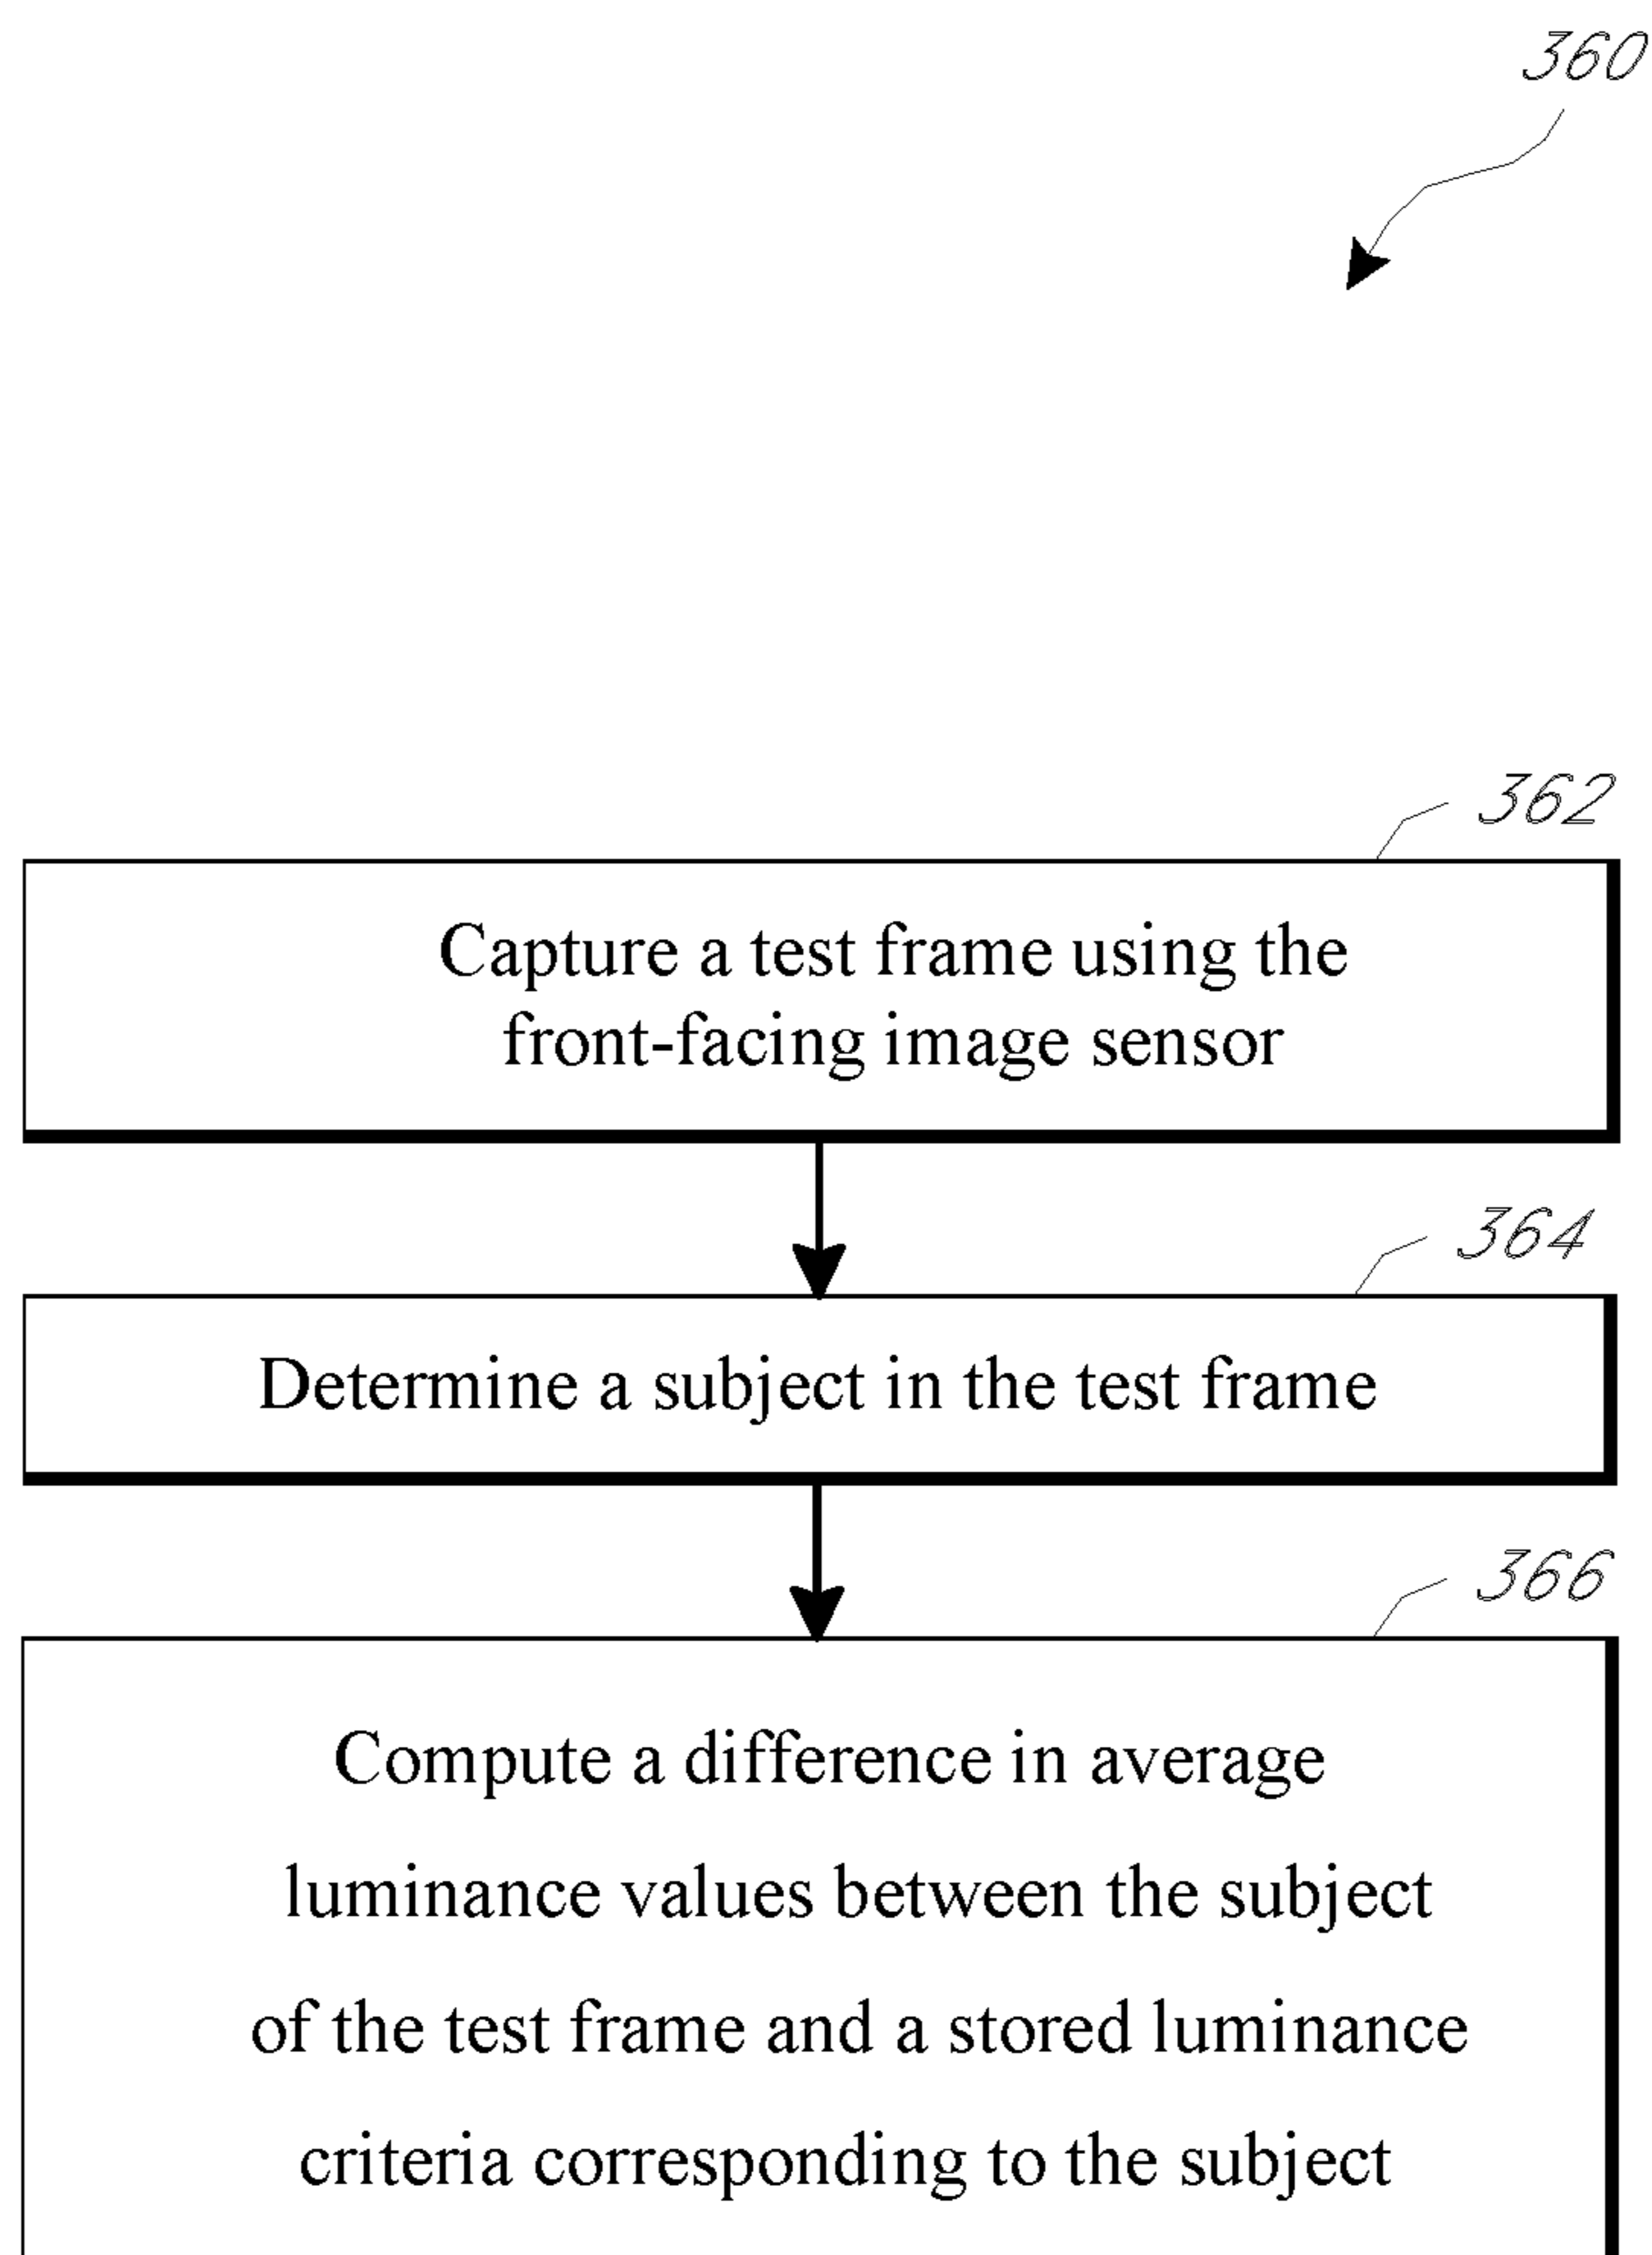 360
362
Capture a test frame using the
front-facing image sensor
364
Determine a subject in the test frame
366
Compute a difference in average
luminance values between the subject
of the test frame and a stored luminance
criteria corresponding to the subject